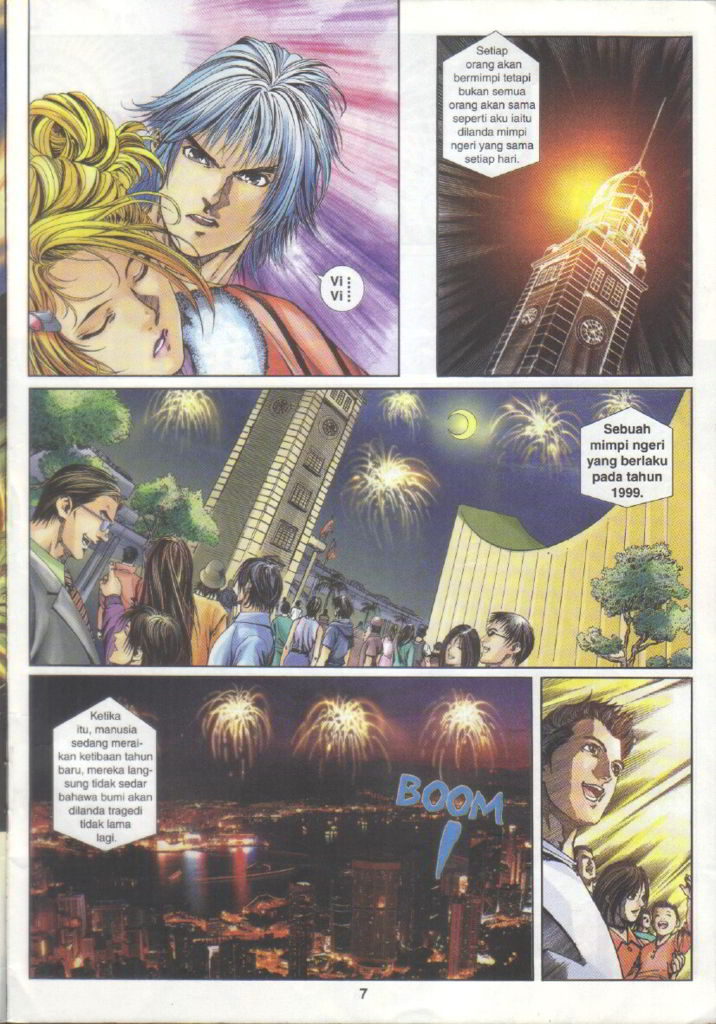 Vi ⋮
Vi ⋮
Setiap
orang akan
bermimpi tetapi
bukan semua
orang akan sama
seperti aku iaitu
dilanda mimpi
ngeri yang sama
setiap hari.
Sebuah
mimpi ngeri
yang berlaku
pada tahun
1999.
Ketika
itu, manusia
sedang merai-
kan ketibaan tahun
baru, mereka lang-
sung tidak sedar
bahawa bumi akan
dilanda tragedi
tidak lama
lagi.
BOOM
!
7